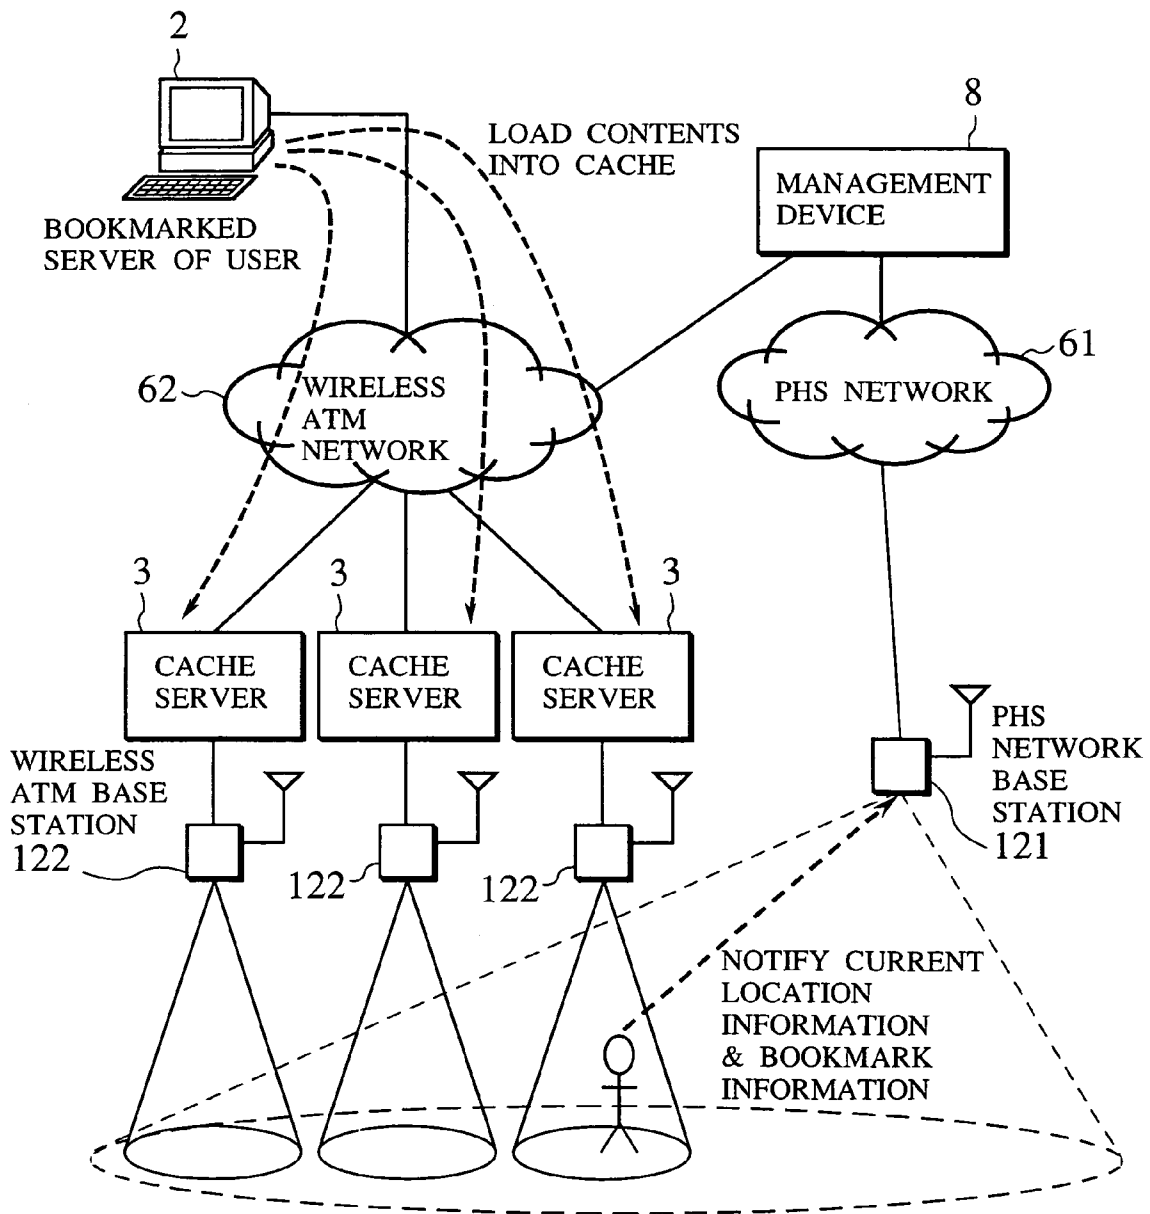 2
8
LOAD CONTENTS
INTO CACHE
MANAGEMENT
DEVICE
BOOKMARKED
SERVER OF USER
61
62
WIRELESS
ATM
NETWORK
PHS NETWORK
3
3
3
CACHE
SERVER
CACHE
SERVER
CACHE
SERVER
PHS
NETWORK
BASE
STATION
121
WIRELESS
ATM BASE
STATION
122
122
122
NOTIFY CURRENT
LOCATION
INFORMATION
& BOOKMARK
INFORMATION